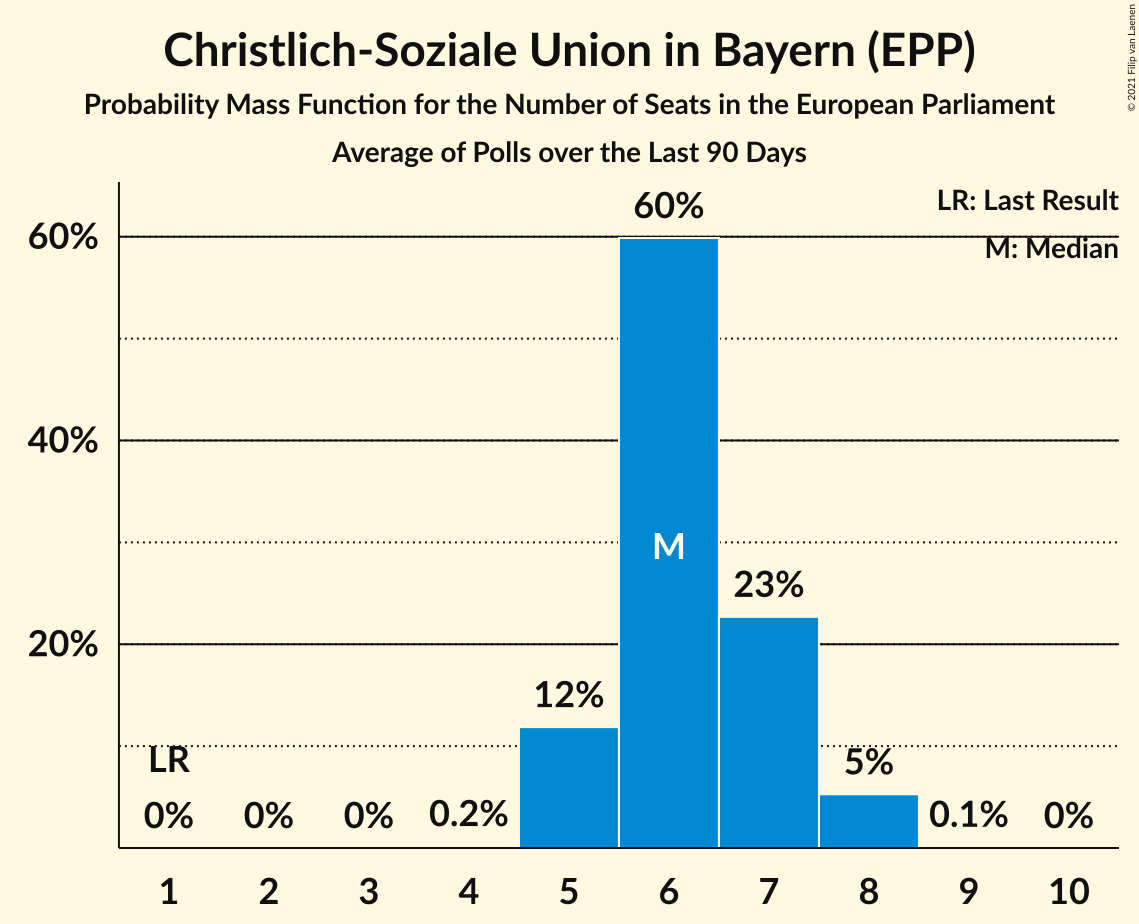 Christlich-Soziale Union in Bayern (EPP)
Probability Mass Function for the Number of Seats in the European Parliament
Average of Polls over the Last 90 Days
© 2021 Filip van Laenen
LR: Last Result
M: Median
60%
40%
20%
60%
M
23%
12%
LR
5%
0% 0% 0% 0.2% 0.1% 0%
1 2 3 4 5 6 7 8 9 10